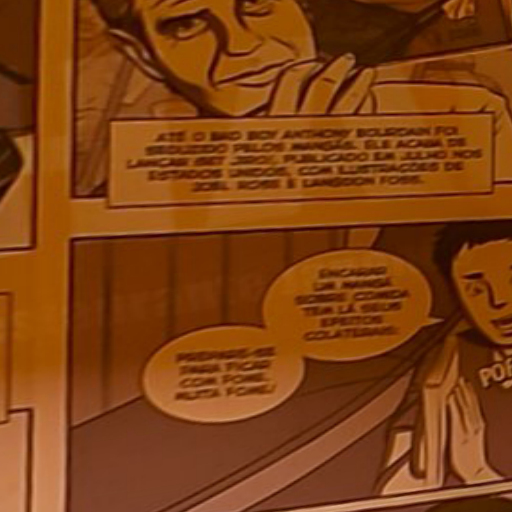 ATÉ O BAD BOY ANTHONY BOURDAIN FOI
SEDUZIDO PELOS MANGÁS. ELE ACABA DE
LANÇAR GET JIRO!, PUBLICADO EM JULHO NOS
ESTADOS UNIDOS, COM ILUSTRAÇÕES DE
JOEL ROSE E LANGDON FOSS.
ENCARAR
UM MANGÁ
SOBRE COMIDA
TEM LÁ SEUS
EFEITOS
COLATERAIS.
PREPARE-SE
PARA FICAR
COM FOME.
MUITA FOME!